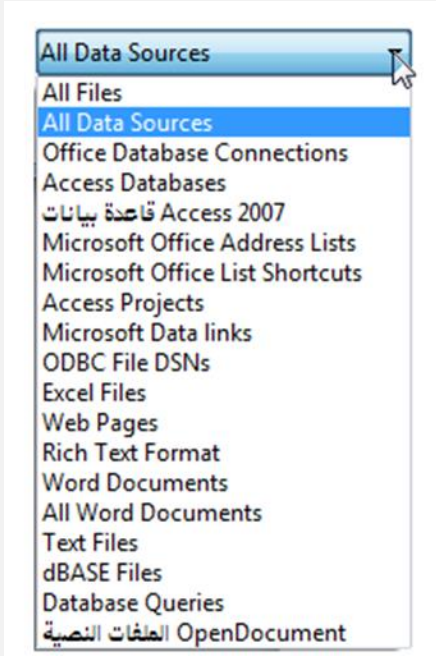 All Data Sources
All Files
All Data Sources
Office Database Connections
Access Databases
قاعدة بيانات Access 2007
Microsoft Office Address Lists
Microsoft Office List Shortcuts
Access Projects
Microsoft Data links
ODBC File DSNs
Excel Files
Web Pages
Rich Text Format
Word Documents
All Word Documents
Text Files
dBASE Files
Database Queries
الملفات النصية OpenDocument